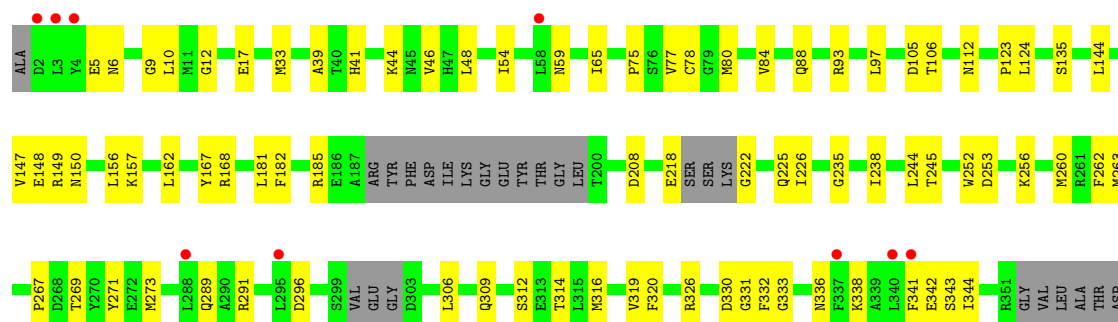 ALA D2 L3 Y4 E5 N6 G9 L10 M11 G12 E17 M33 A39 T40 H41 K44 N45 V46 H47 L48 I54 L58 N59 I65 P75 S76 V77 C78 G79 M80 V84 Q88 R93 L97 D105 T106 N112 P123 L124 S135 L144
V147 E148 R149 N150 L156 K157 L162 Y167 R168 L181 F182 R185 E186 A187 ARG TYR PHE ASP ILE LYS GLY GLU TYR THR GLY LEU T200 D208 E218 SER SER LYS G222 Q225 I226 G235 I238 L244 T245 W252 D253 K256 M260 R261 F262 M263
P267 D268 T269 Y270 Y271 E272 M273 L288 Q289 A290 R291 L295 D296 S299 VAL GLU GLY D303 L306 Q309 S312 E313 T314 L315 M316 V319 F320 R326 D330 G331 F332 G333 N336 F337 K338 A339 L340 F341 E342 S343 I344 R351 GLY VAL LEU ALA THR ASP